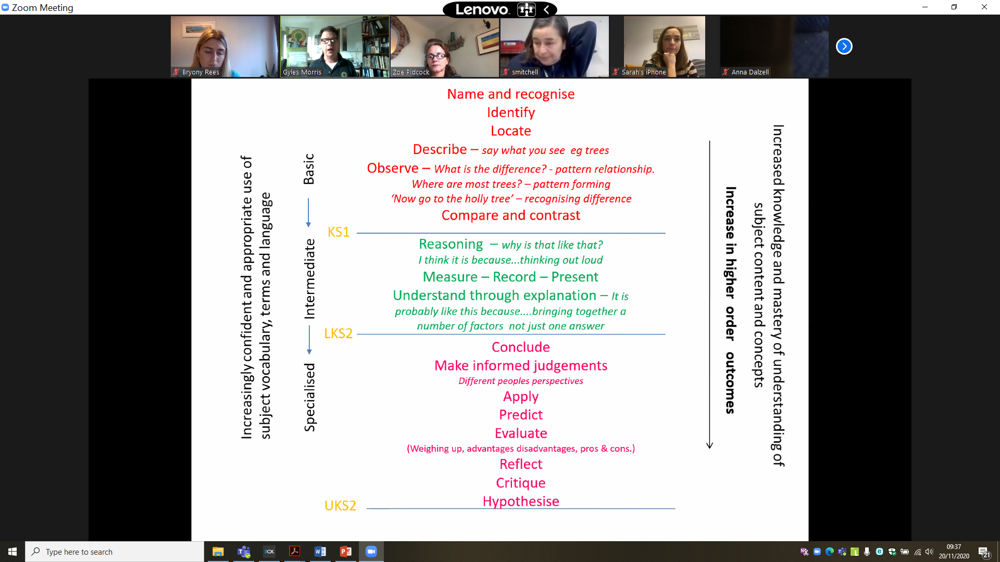 Zoom Meeting
Lenovo
Bryony Rees
Gyles Morris
Zoe Pidcock
smitchell
Sarah's iPhone
Anna Dalzell
Name and recognise
Identify
Locate
Describe – say what you see eg trees
Observe – What is the difference? - pattern relationship.
Where are most trees? – pattern forming
‘Now go to the holly tree’ – recognising difference
Compare and contrast
KS1
Reasoning – why is that like that?
I think it is because...thinking out loud
Measure – Record – Present
Understand through explanation – It is
probably like this because....bringing together a
number of factors not just one answer
LKS2
Conclude
Make informed judgements
Different peoples perspectives
Apply
Predict
Evaluate
(Weighing up, advantages disadvantages, pros & cons.)
Reflect
Critique
Hypothesise
UKS2
Increasingly confident and appropriate use of
subject vocabulary, terms and language
Basic
Intermediate
Specialised
Increase in higher order outcomes
Increased knowledge and mastery of understanding of
subject content and concepts
Type here to search
3CX
09:37
20/11/2020
21